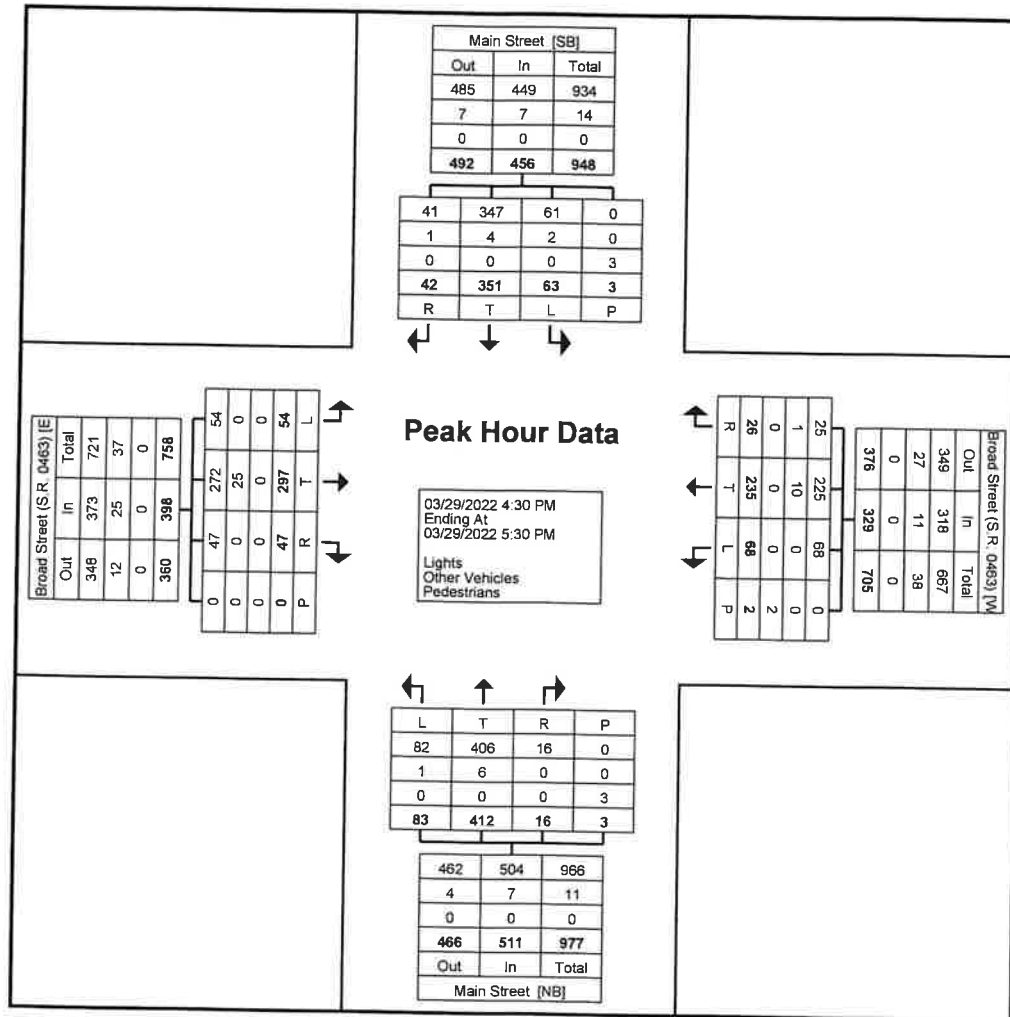 Main Street [SB]
Out In Total
485 449 934
7 7 14
0 0 0
492 456 948
41 347 61 0
1 4 2 0
0 0 0 3
42 351 63 3
R T L P
Broad Street (S.R. 0463) [E
Total In Out
721 373 348
37 25 12
0 0 0
758 398 360
54 272 47 0
0 25 0 0
0 0 0 0
54 297 47 0
L T R P
Peak Hour Data
03/29/2022 4:30 PM
Ending At
03/29/2022 5:30 PM
Lights
Other Vehicles
Pedestrians
R T L P
26 235 68 2
0 0 0 2
1 10 0 0
25 225 68 0
Broad Street (S.R. 0463) [W
Out In Total
349 318 667
27 11 38
0 0 0
376 329 705
L T R P
82 406 16 0
1 6 0 0
0 0 0 3
83 412 16 3
462 504 966
4 7 11
0 0 0
466 511 977
Out In Total
Main Street [NB]